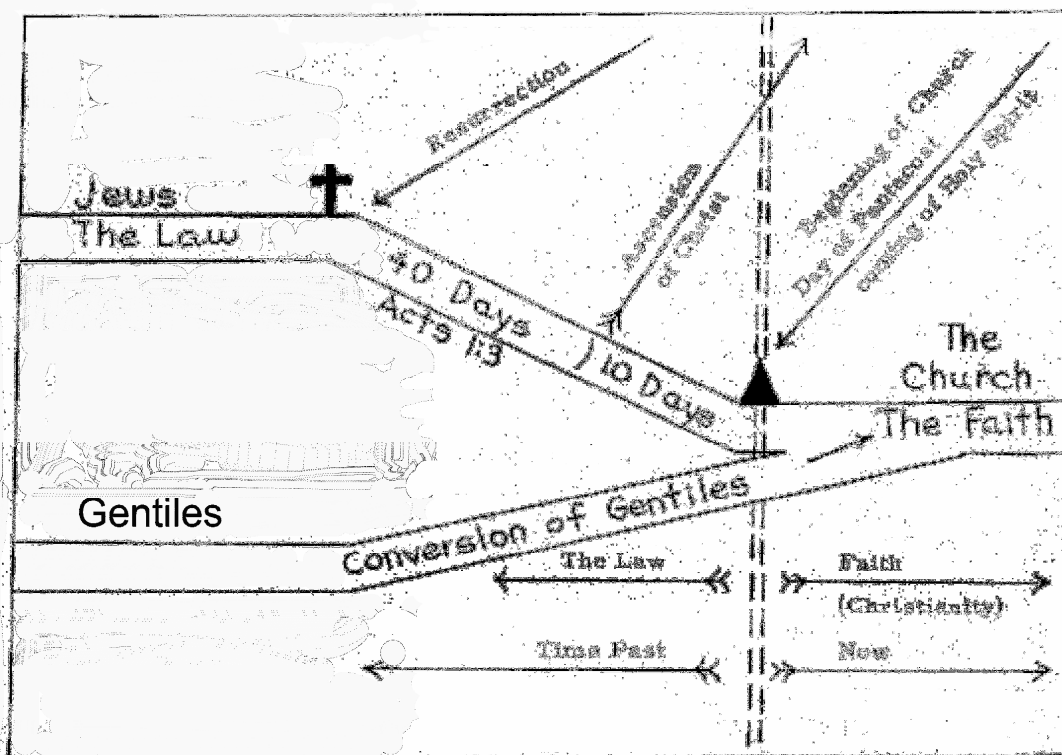 Resurrection
Ascension
of Christ
Beginning of Church
Day of Pentecost
coming of Holy Spirit
Jews
The Law
40 Days
Acts 1:3
) 10 Days
The
Church
The Faith
Gentiles
Conversion of Gentiles
The Law
Faith
(Christianity)
Time Past
Now